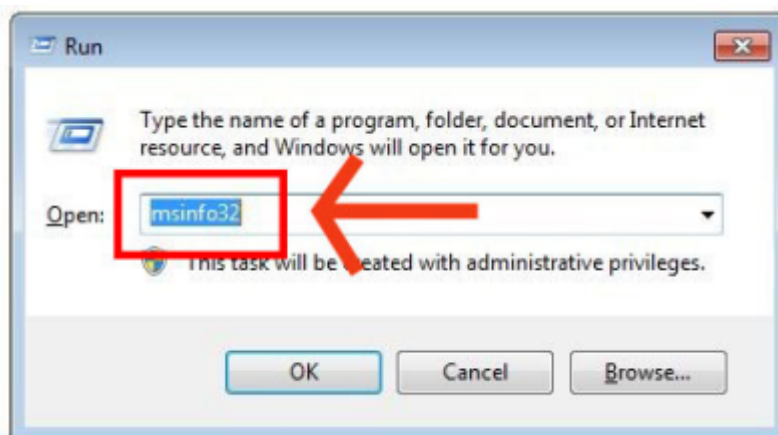 Run
Type the name of a program, folder, document, or Internet
resource, and Windows will open it for you.
Open: msinfo32
This task will be created with administrative privileges.
OK Cancel Browse...